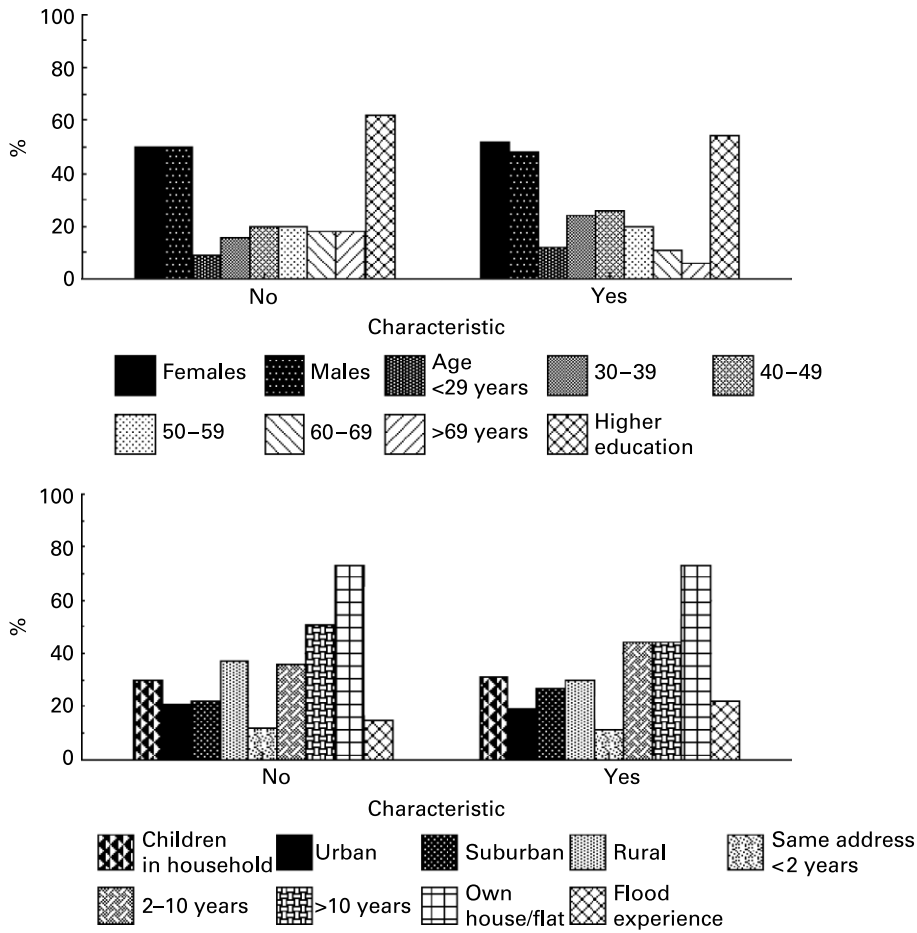 100
80
60
40
20
0
%
No
Yes
Characteristic
Females
Males
Age
<29 years
30–39
40–49
50–59
60–69
>69 years
Higher
education
100
80
60
40
20
0
%
No
Yes
Characteristic
Children
in household
Urban
Suburban
Rural
Same address
<2 years
2–10 years
>10 years
Own
house/flat
Flood
experience